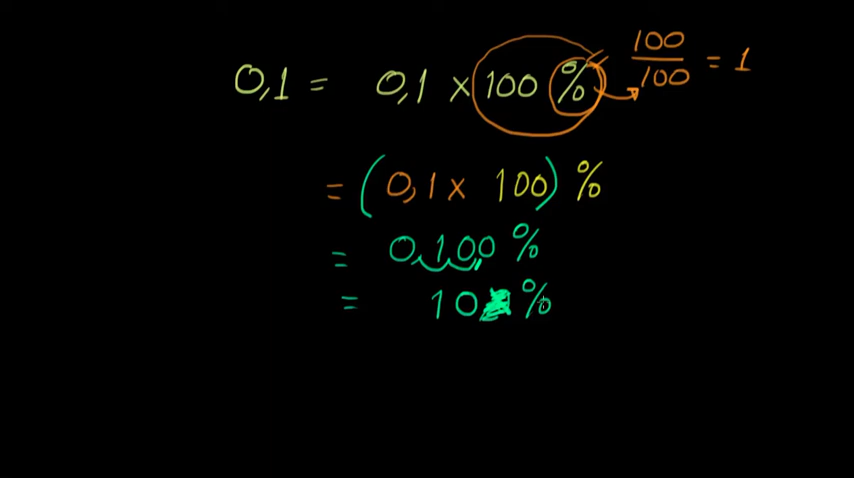 0,1 = 0,1 × 100 % 100/100 = 1
= (0,1 × 100) %
= 0,100, %
= 10 %